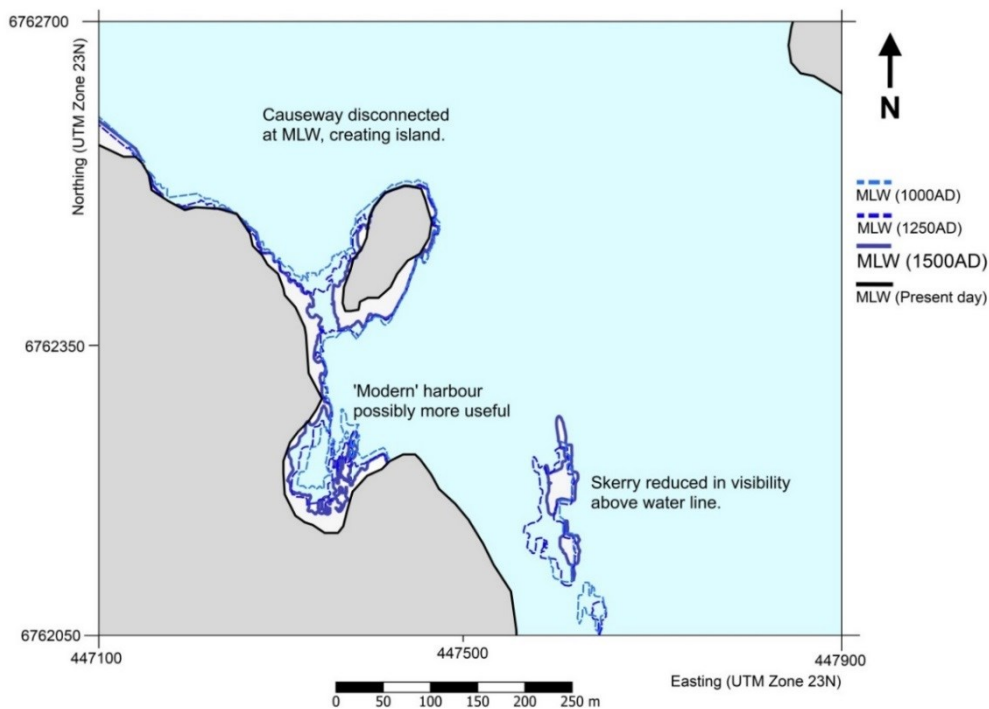 6762700
Northing (UTM Zone 23N)
Causeway disconnected
at MLW, creating island.
N
MLW (1000AD)
MLW (1250AD)
MLW (1500AD)
MLW (Present day)
6762350
'Modern' harbour
possibly more useful
Skerry reduced in visibility
above water line.
6762050
447100
447500
447900
Easting (UTM Zone 23N)
0 50 100 150 200 250 m